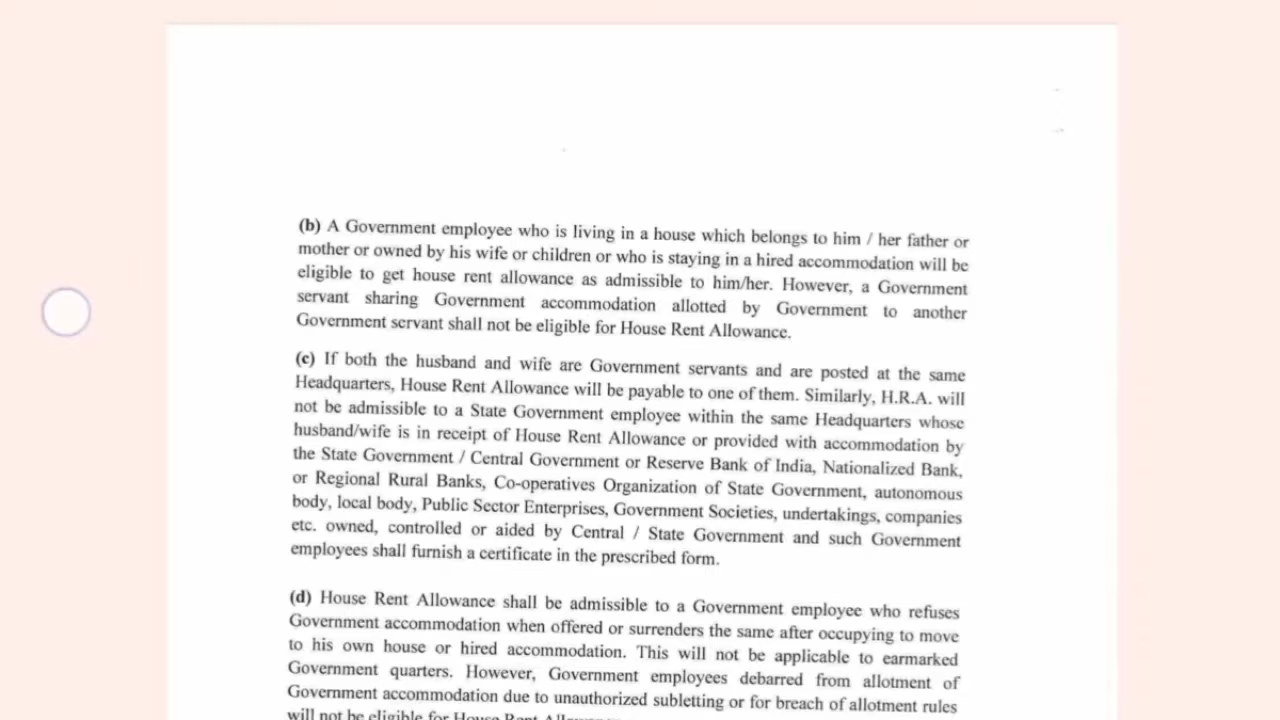 (b) A Government employee who is living in a house which belongs to him / her father or
mother or owned by his wife or children or who is staying in a hired accommodation will be
eligible to get house rent allowance as admissible to him/her. However, a Government
servant sharing Government accommodation allotted by Government to another
Government servant shall not be eligible for House Rent Allowance.
(c) If both the husband and wife are Government servants and are posted at the same
Headquarters, House Rent Allowance will be payable to one of them. Similarly, H.R.A. will
not be admissible to a State Government employee within the same Headquarters whose
husband/wife is in receipt of House Rent Allowance or provided with accommodation by
the State Government / Central Government or Reserve Bank of India, Nationalized Bank,
or Regional Rural Banks, Co-operatives Organization of State Government, autonomous
body, local body, Public Sector Enterprises, Government Societies, undertakings, companies
etc. owned, controlled or aided by Central / State Government and such Government
employees shall furnish a certificate in the prescribed form.
(d) House Rent Allowance shall be admissible to a Government employee who refuses
Government accommodation when offered or surrenders the same after occupying to move
to his own house or hired accommodation. This will not be applicable to earmarked
Government quarters. However, Government employees debarred from allotment of
Government accommodation due to unauthorized subletting or for breach of allotment rules
will not be eligible for House Rent